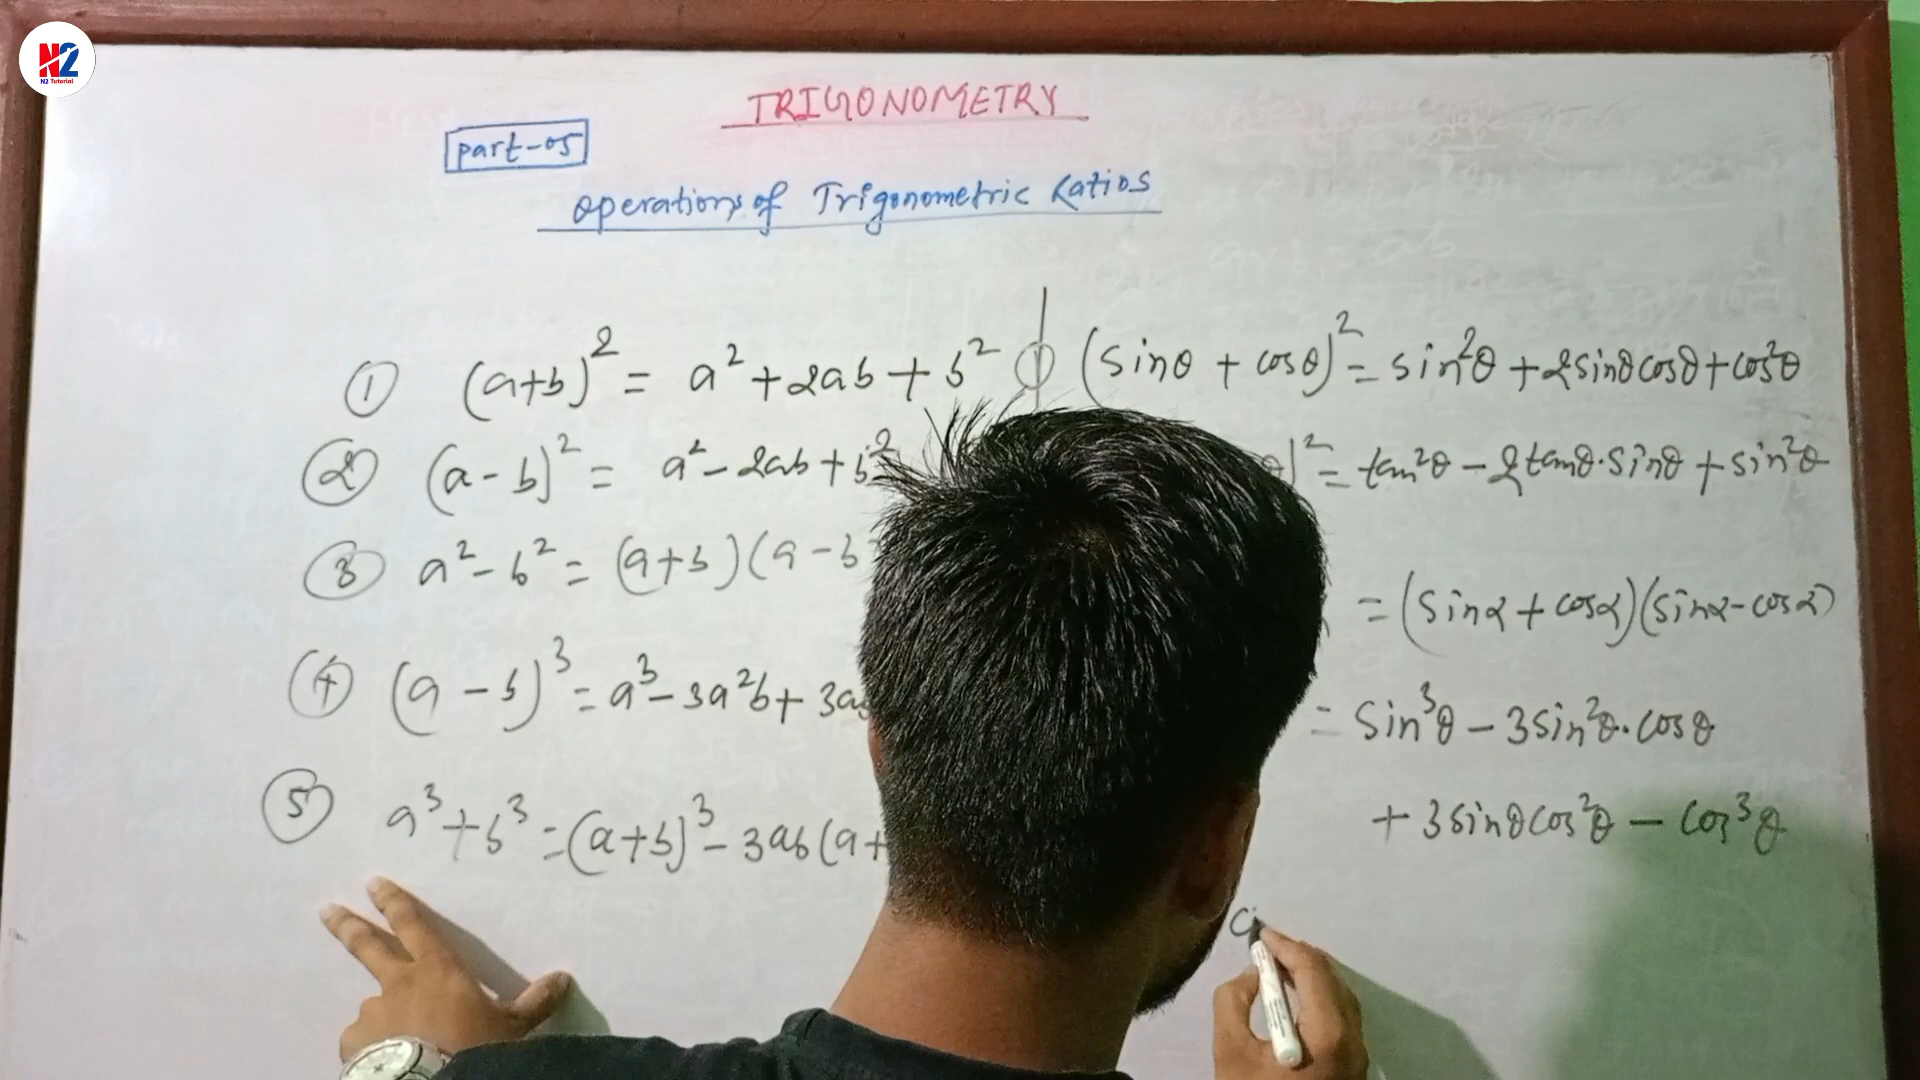 N2
N2 Tutorial
TRIGONOMETRY
part-05
Operations of Trigonometric Ratios
① (a+b)² = a² + 2ab + b²
② (a - b)² = a² - 2ab + b²
③ a² - b² = (a+b)(a - b
④ (a - b)³ = a³ - 3a²b + 3a
⑤ a³ + b³ = (a+b)³ - 3ab(a+
① (sinθ + cosθ)² = sin²θ + 2sinθcosθ + cos²θ
θ)² = tan²θ - 2tanθ·sinθ + sin²θ
= (sinα + cosα)(sinα - cosα)
= sin³θ - 3sin²θ·cosθ
+ 3sinθcos²θ - cos³θ